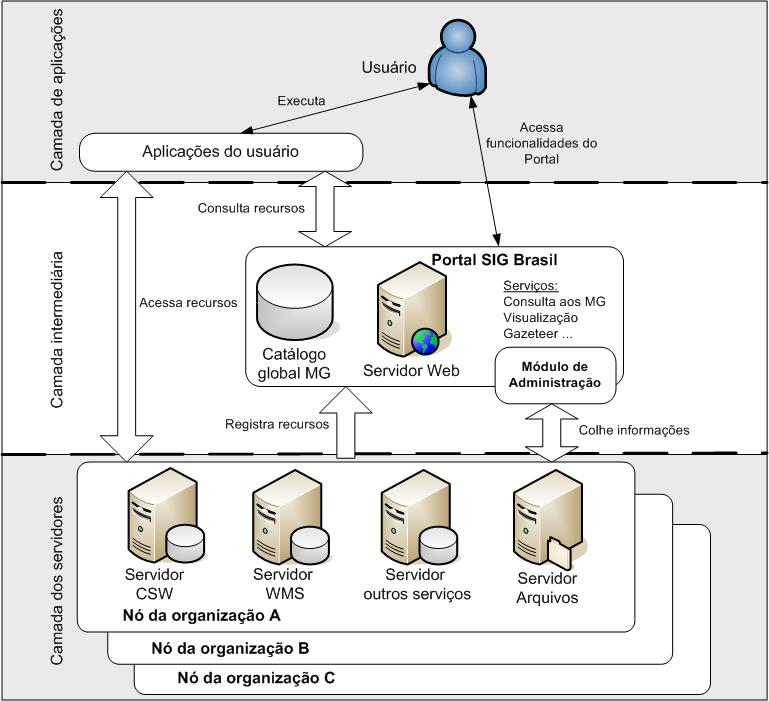 Camada de aplicações
Usuário
Executa
Acessa
funcionalidades do
Portal
Aplicações do usuário
Camada intermediária
Consulta recursos
Acessa recursos
Portal SIG Brasil
Serviços:
Consulta aos MG
Visualização
Gazeteer ...
Catálogo
global MG
Servidor Web
Módulo de
Administração
Registra recursos
Colhe informações
Camada dos servidores
Servidor
CSW
Servidor
WMS
Servidor
outros serviços
Servidor
Arquivos
Nó da organização A
Nó da organização B
Nó da organização C